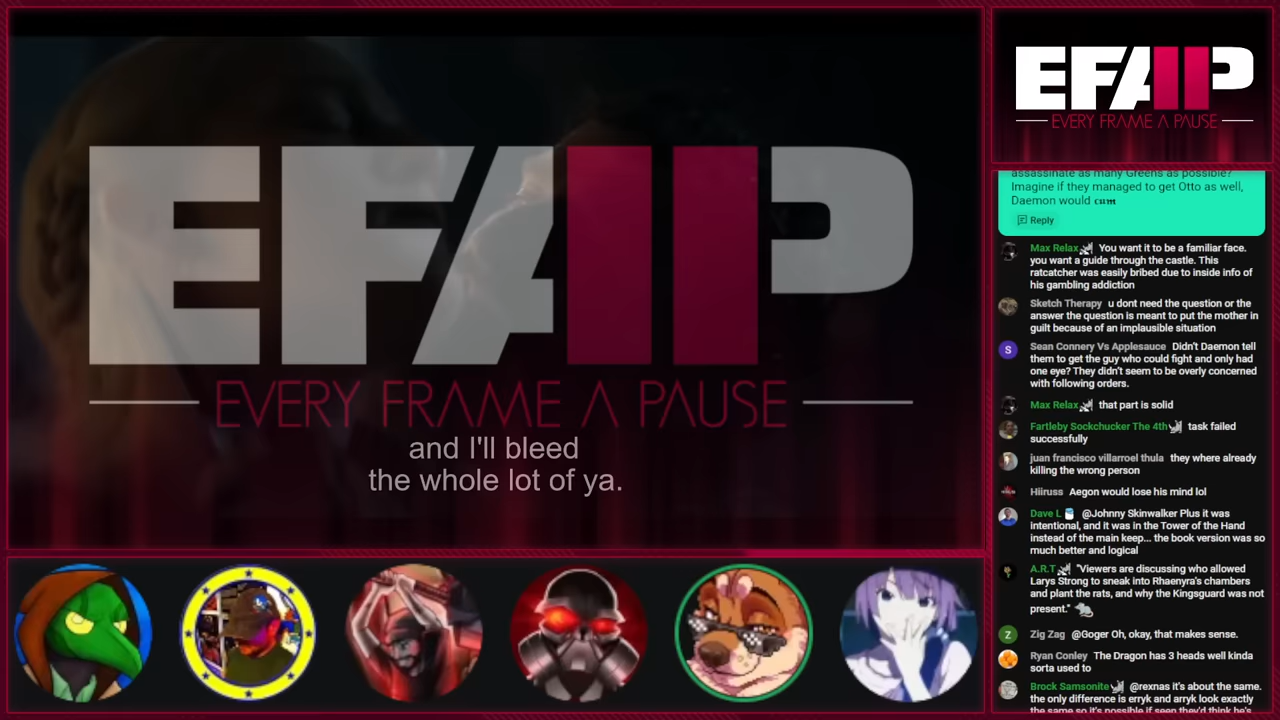 EFAP
EVERY FRAME A PAUSE
and I'll bleed
the whole lot of ya.
EFAP
EVERY FRAME A PAUSE
assassinate as many Greens as possible?
Imagine if they managed to get Otto as well,
Daemon would cum
Reply
Max Relax You want it to be a familiar face.
you want a guide through the castle. This
ratcatcher was easily bribed due to inside info of
his gambling addiction
Sketch Therapy u dont need the question or the
answer the question is meant to put the mother in
guilt because of an implausible situation
S
Sean Connery Vs Applesauce Didn't Daemon tell
them to get the guy who could fight and only had
one eye? They didn't seem to be overly concerned
with following orders.
Max Relax that part is solid
Fartleby Sockchucker The 4th task failed
successfully
juan francisco villarroel thula they where already
killing the wrong person
Hiiruss Aegon would lose his mind lol
Dave L @Johnny Skinwalker Plus it was
intentional, and it was in the Tower of the Hand
instead of the main keep... the book version was so
much better and logical
A.R.T "Viewers are discussing who allowed
Larys Strong to sneak into Rhaenyra's chambers
and plant the rats, and why the Kingsguard was not
present."
Z
Zig Zag @Goger Oh, okay, that makes sense.
Ryan Conley The Dragon has 3 heads well kinda
sorta used to
Brock Samsonite @rexnas it's about the same.
the only difference is erryk and arryk look exactly
the same so it's possible if seen they'd think he's